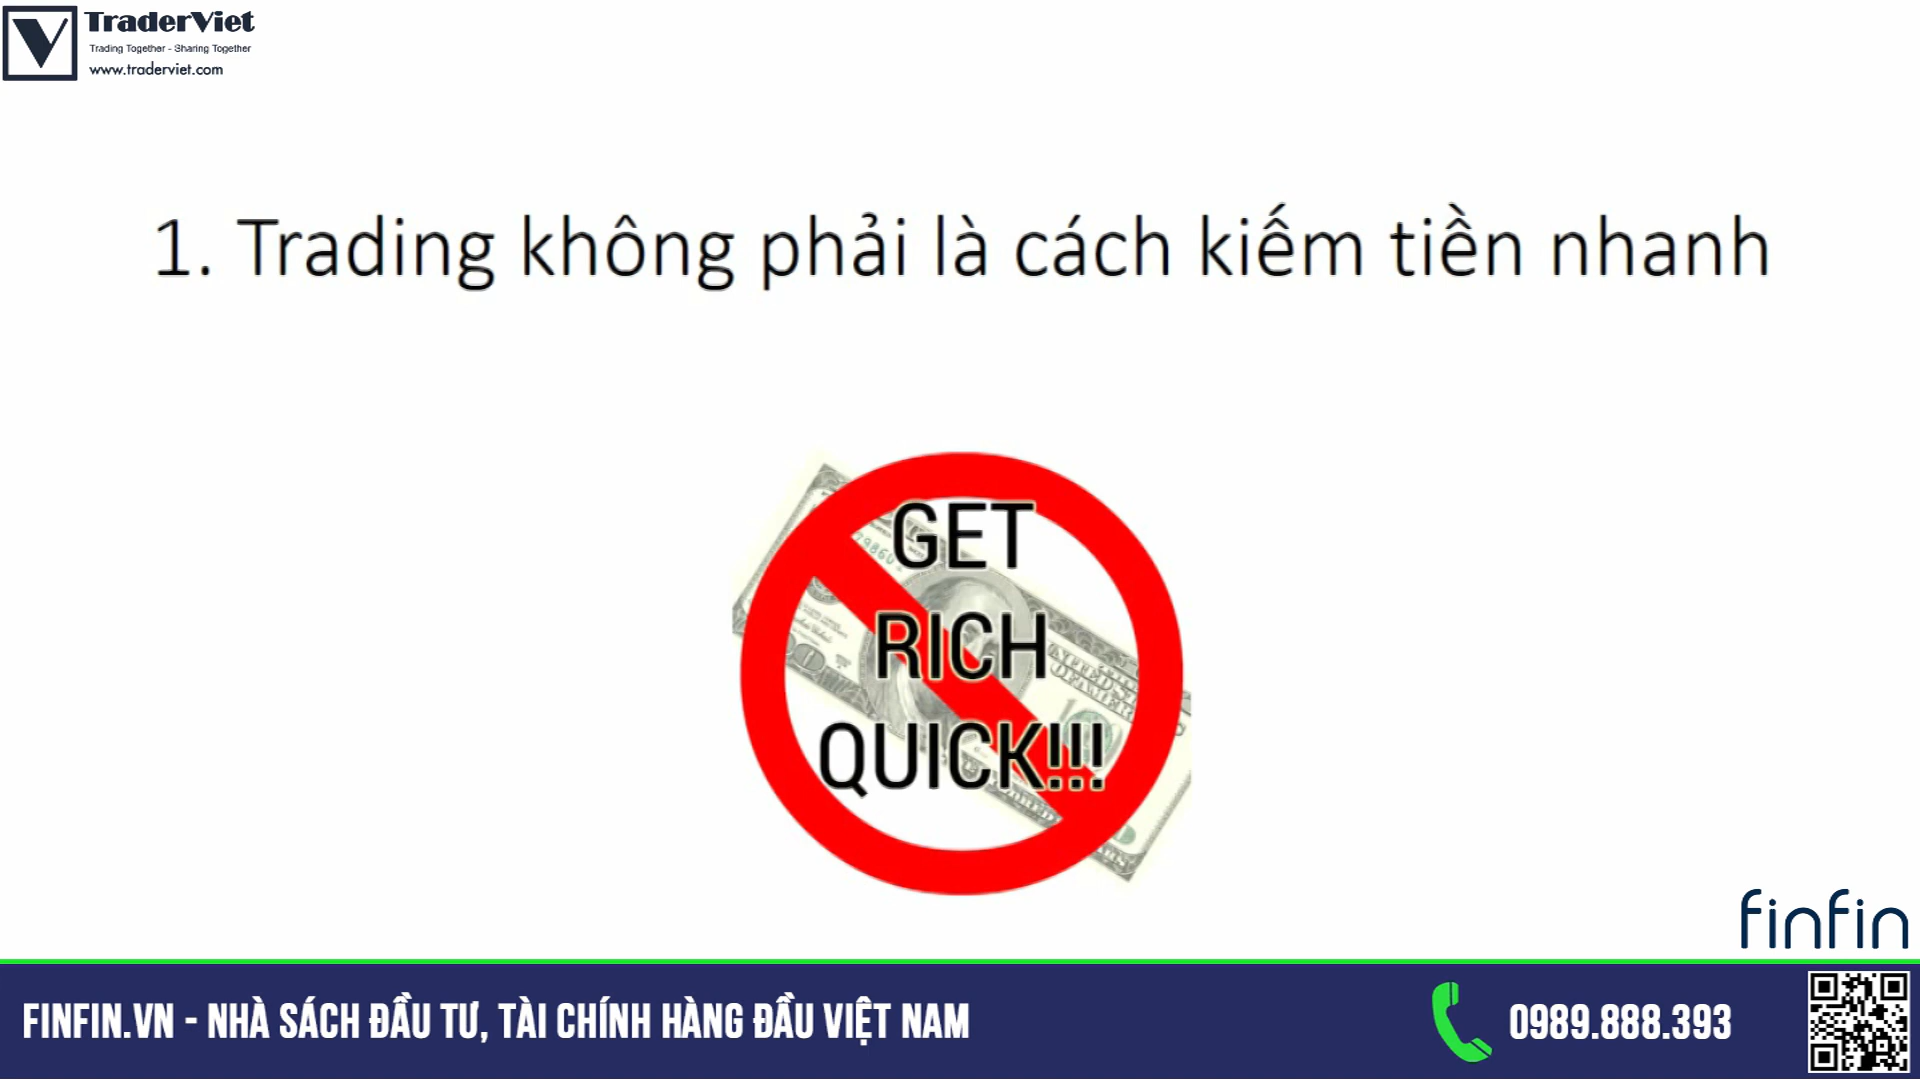 TraderViet
Trading Together - Sharing Together
www.traderviet.com
1. Trading không phải là cách kiếm tiền nhanh
GET
RICH
QUICK!!!
finfin
FINFIN.VN - NHÀ SÁCH ĐẦU TƯ, TÀI CHÍNH HÀNG ĐẦU VIỆT NAM
0989.888.393